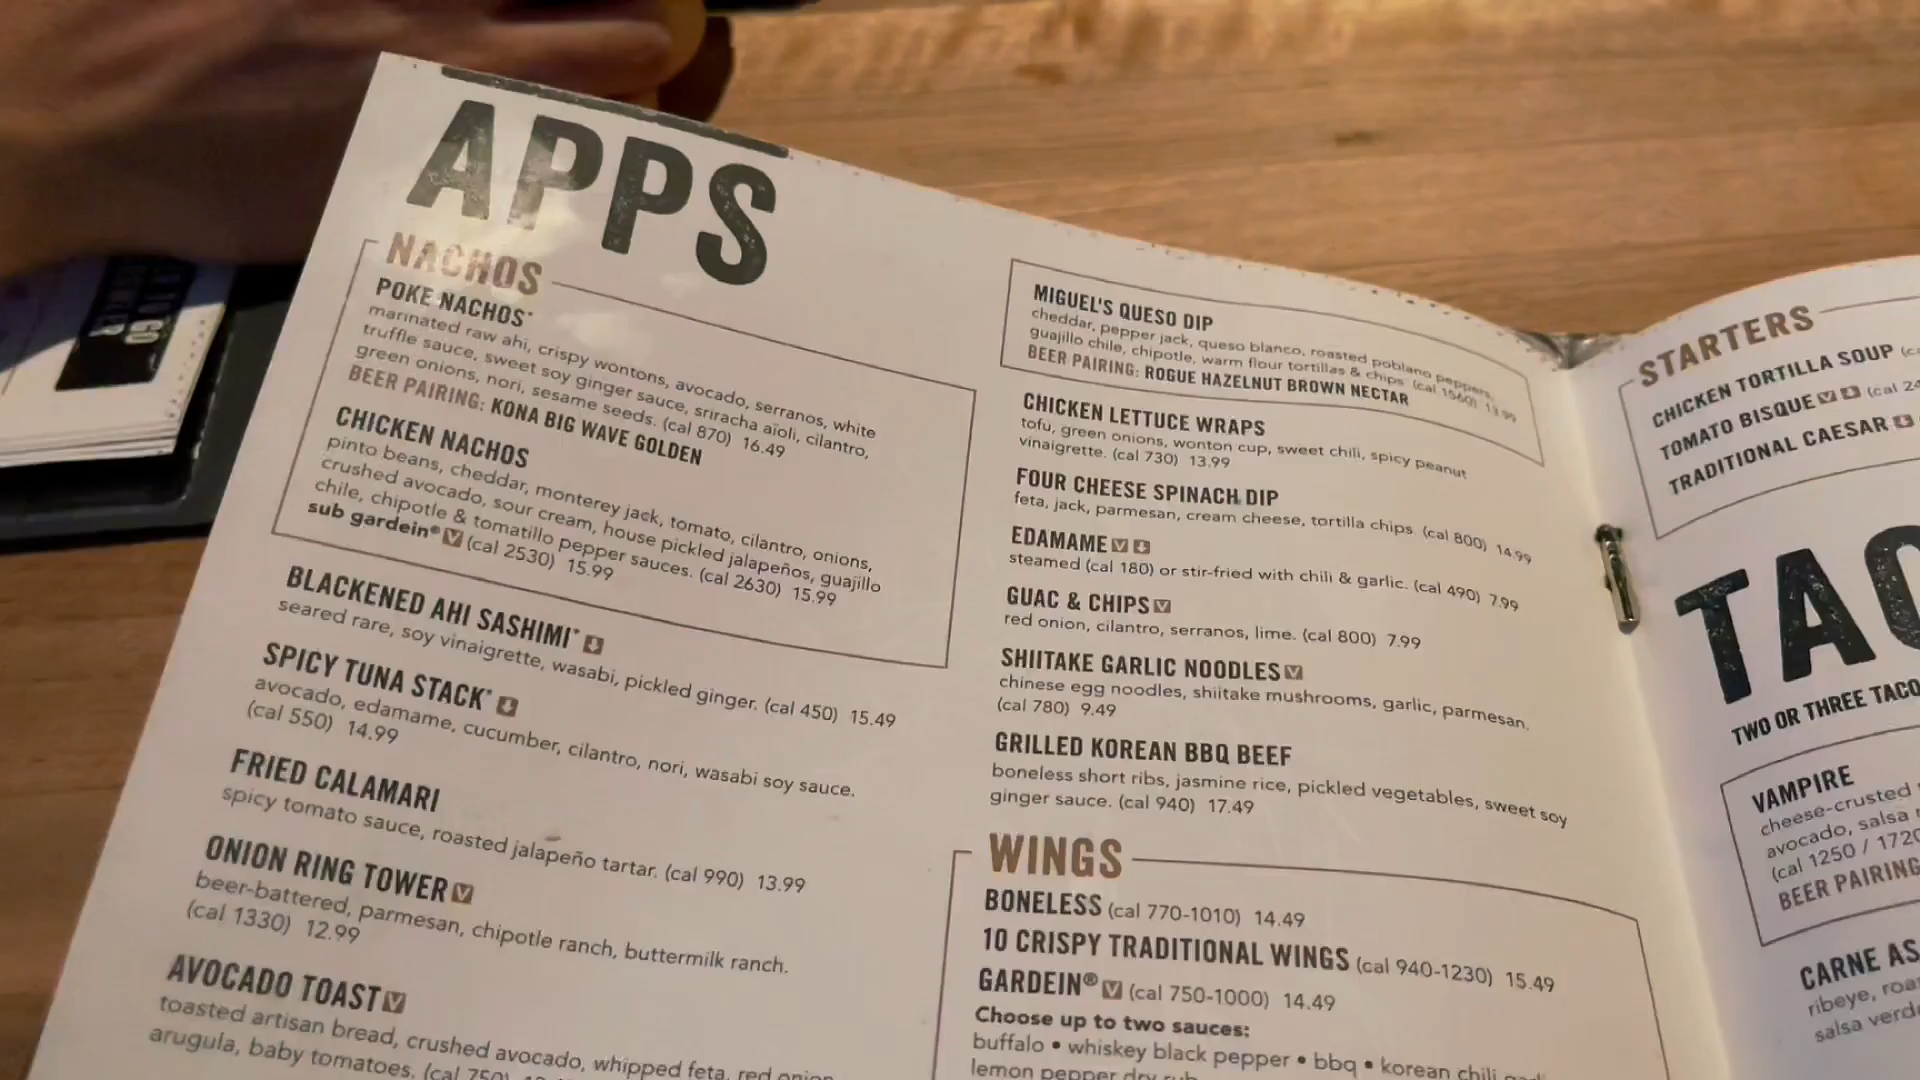 APPS
NACHOS
POKE NACHOS*
marinated raw ahi, crispy wontons, avocado, serranos, white
truffle sauce, sweet soy ginger sauce, sriracha aïoli, cilantro,
green onions, nori, sesame seeds. (cal 870) 16.49
BEER PAIRING: KONA BIG WAVE GOLDEN
CHICKEN NACHOS
pinto beans, cheddar, monterey jack, tomato, cilantro, onions,
crushed avocado, sour cream, house pickled jalapeños, guajillo
chile, chipotle & tomatillo pepper sauces. (cal 2630) 15.99
sub gardein® V (cal 2530) 15.99
BLACKENED AHI SASHIMI*
seared rare, soy vinaigrette, wasabi, pickled ginger. (cal 450) 15.49
SPICY TUNA STACK*
avocado, edamame, cucumber, cilantro, nori, wasabi soy sauce.
(cal 550) 14.99
FRIED CALAMARI
spicy tomato sauce, roasted jalapeño tartar. (cal 990) 13.99
ONION RING TOWER V
beer-battered, parmesan, chipotle ranch, buttermilk ranch.
(cal 1330) 12.99
AVOCADO TOAST V
toasted artisan bread, crushed avocado, whipped feta, red onion
arugula, baby tomatoes. (cal 750)
MIGUEL'S QUESO DIP
cheddar, pepper jack, queso blanco, roasted poblano peppers,
guajillo chile, chipotle, warm flour tortillas & chips (cal 1560)
BEER PAIRING: ROGUE HAZELNUT BROWN NECTAR
CHICKEN LETTUCE WRAPS
tofu, green onions, wonton cup, sweet chili, spicy peanut
vinaigrette. (cal 730) 13.99
FOUR CHEESE SPINACH DIP
feta, jack, parmesan, cream cheese, tortilla chips (cal 800) 14.99
EDAMAME V
steamed (cal 180) or stir-fried with chili & garlic. (cal 490) 7.99
GUAC & CHIPS V
red onion, cilantro, serranos, lime. (cal 800) 7.99
SHIITAKE GARLIC NOODLES V
chinese egg noodles, shiitake mushrooms, garlic, parmesan.
(cal 780) 9.49
GRILLED KOREAN BBQ BEEF
boneless short ribs, jasmine rice, pickled vegetables, sweet soy
ginger sauce. (cal 940) 17.49
WINGS
BONELESS (cal 770-1010) 14.49
10 CRISPY TRADITIONAL WINGS (cal 940-1230) 15.49
GARDEIN® V (cal 750-1000) 14.49
Choose up to two sauces:
buffalo • whiskey black pepper • bbq • korean chili
lemon pepper dry rub
STARTERS
CHICKEN TORTILLA SOUP
TOMATO BISQUE V (cal 24
TRADITIONAL CAESAR
TAC
TWO OR THREE TACO
VAMPIRE
cheese-crusted
avocado, salsa
(cal 1250 / 1720
BEER PAIRING
CARNE AS
ribeye, roa
salsa verd